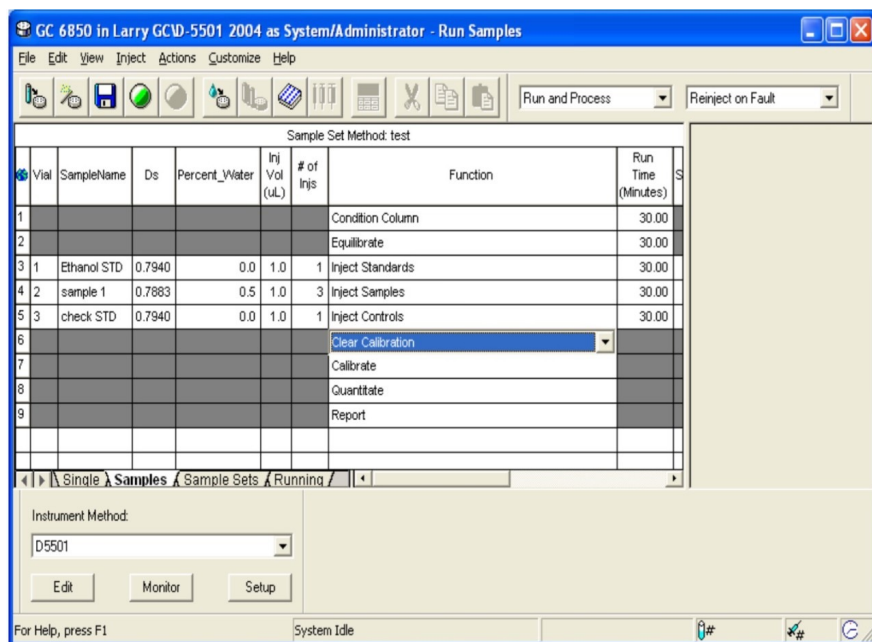 GC 6850 in Larry GC\D-5501 2004 as System/Administrator - Run Samples
File Edit View Inject Actions Customize Help
Run and Process Reinject on Fault
Sample Set Method: test
Vial SampleName Ds Percent_Water Inj Vol (uL) # of Injs Function Run Time (Minutes) S
1 Condition Column 30.00
2 Equilibrate 30.00
3 1 Ethanol STD 0.7940 0.0 1.0 1 Inject Standards 30.00
4 2 sample 1 0.7883 0.5 1.0 3 Inject Samples 30.00
5 3 check STD 0.7940 0.0 1.0 1 Inject Controls 30.00
6 Clear Calibration
7 Calibrate
8 Quantitate
9 Report
Single Samples Sample Sets Running
Instrument Method:
D5501
Edit Monitor Setup
For Help, press F1 System Idle # #